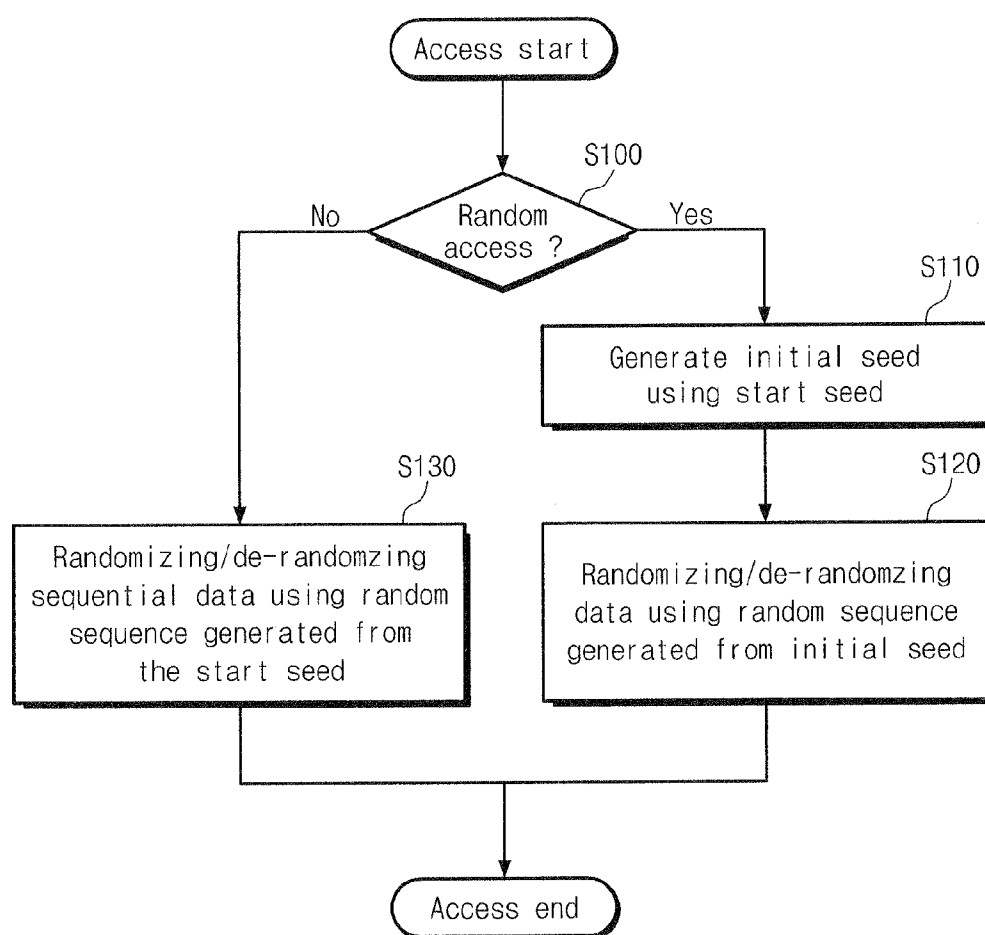 Access start
S100
Random
access ?
No
Yes
S110
Generate initial seed
using start seed
S130
Randomizing/de-randomzing
sequential data using random
sequence generated from
the start seed
S120
Randomizing/de-randomzing
data using random sequence
generated from initial seed
Access end